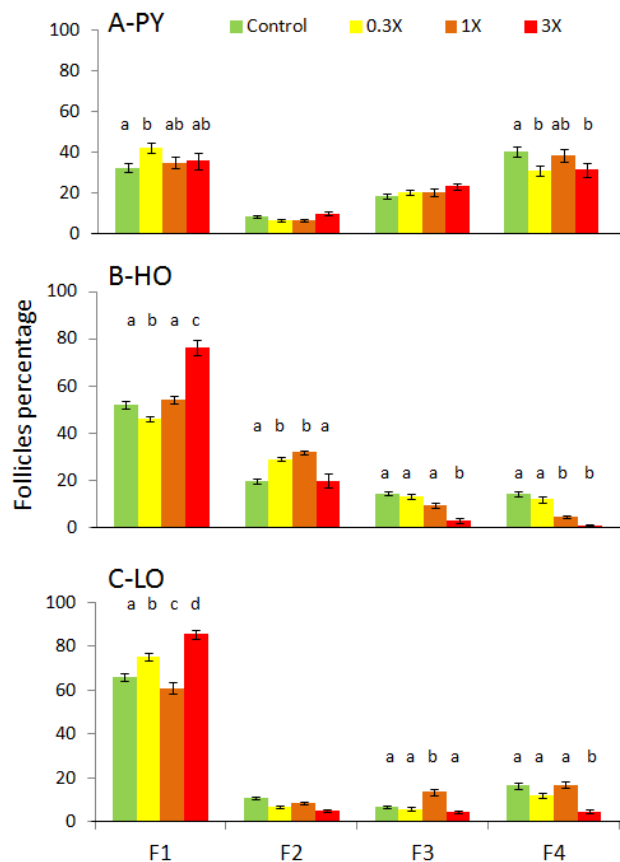 A-PY
Control 0.3X 1X 3X
100
80
60
40
20
0
a b ab ab
a b ab b
B-HO
100
80
60
40
20
0
a b a c
a b b a
a a a b
a a b b
C-LO
100
80
60
40
20
0
a b c d
a a b a
a a a b
F1 F2 F3 F4
Follicles percentage